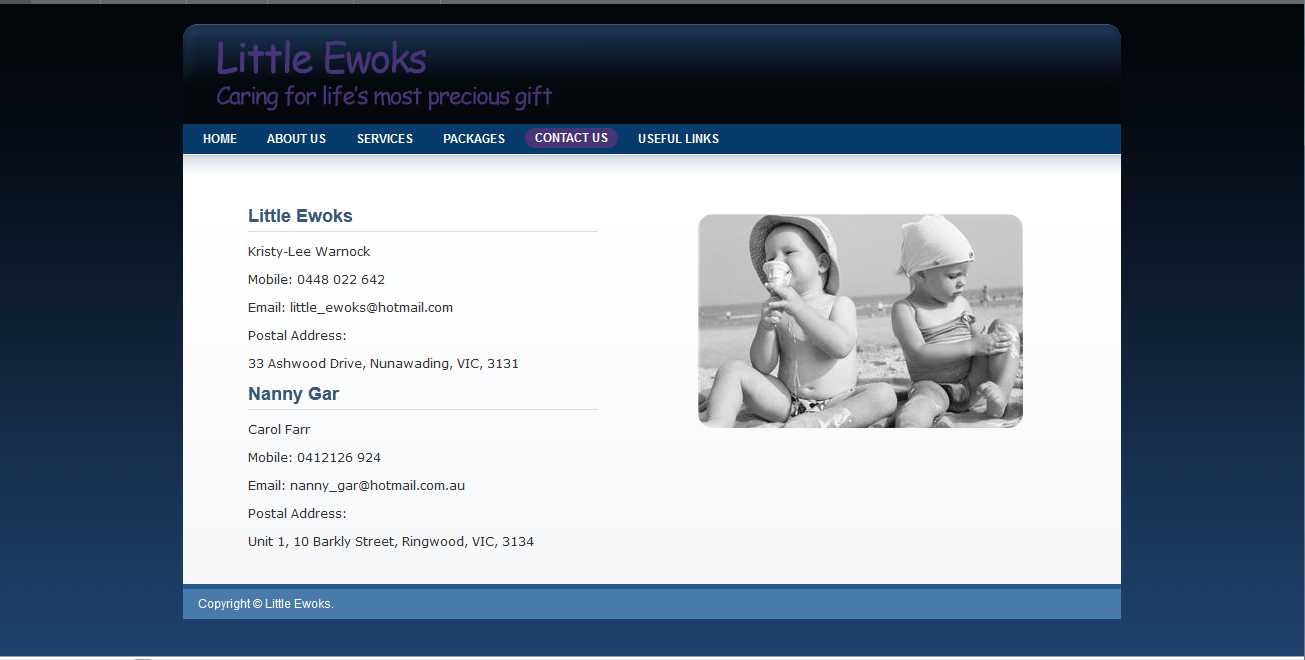 Little Ewoks
Caring for life's most precious gift
HOME ABOUT US SERVICES PACKAGES CONTACT US USEFUL LINKS
Little Ewoks
Kristy-Lee Warnock
Mobile: 0448 022 642
Email: little_ewoks@hotmail.com
Postal Address:
33 Ashwood Drive, Nunawading, VIC, 3131
Nanny Gar
Carol Farr
Mobile: 0412126 924
Email: nanny_gar@hotmail.com.au
Postal Address:
Unit 1, 10 Barkly Street, Ringwood, VIC, 3134
Copyright © Little Ewoks.